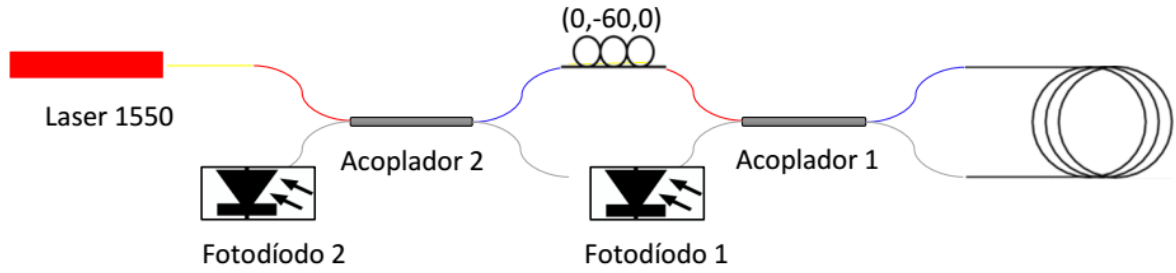 (0,-60,0)
Laser 1550
Acoplador 2
Acoplador 1
Fotodíodo 2
Fotodíodo 1